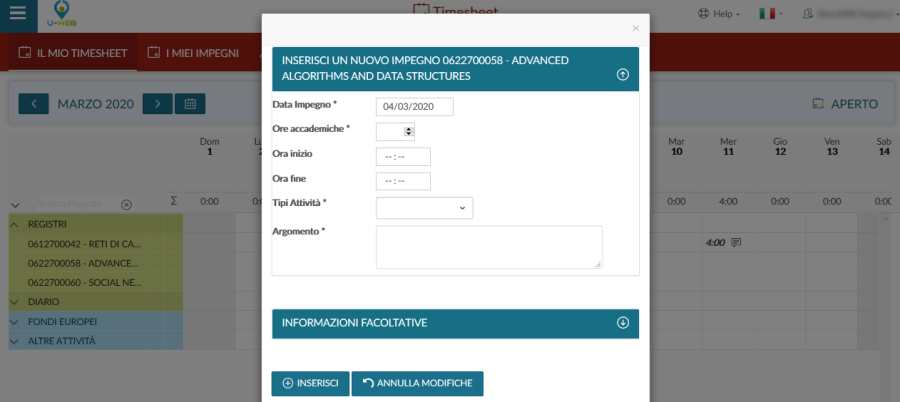 U-WEB
Timesheet
Help
×
IL MIO TIMESHEET
I MIEI IMPEGNI
INSERISCI UN NUOVO IMPEGNO 0622700058 - ADVANCED
ALGORITHMS AND DATA STRUCTURES
MARZO 2020
APERTO
Data Impegno *
04/03/2020
Ore accademiche *
Ora inizio
-- : --
Ora fine
-- : --
Tipi Attività *
Argomento *
Dom
1
Mar
10
Mer
11
Gio
12
Ven
13
Sab
14
Ricerca Progetto
Σ
0:00
0:00
4:00
0:00
0:00
0:00
REGISTRI
0612700042 - RETI DI CA...
4:00
0622700058 - ADVANCE...
0622700060 - SOCIAL NE...
DIARIO
FONDI EUROPEI
ALTRE ATTIVITÀ
INFORMAZIONI FACOLTATIVE
INSERISCI
ANNULLA MODIFICHE